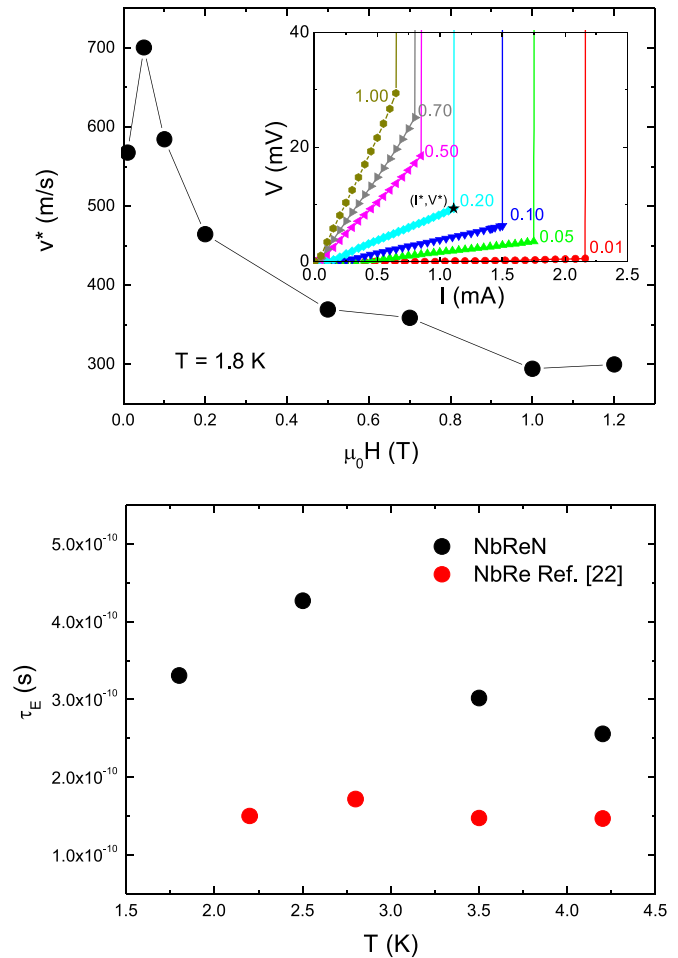 700
600
500
400
300
v* (m/s)
0.0 0.2 0.4 0.6 0.8 1.0 1.2
μ₀H (T)
T = 1.8 K
40
20
0
V (mV)
0.0 0.5 1.0 1.5 2.0 2.5
I (mA)
1.00
0.70
0.50
(I*,V*)
0.20
0.10
0.05
0.01
5.0x10⁻¹⁰
4.0x10⁻¹⁰
3.0x10⁻¹⁰
2.0x10⁻¹⁰
1.0x10⁻¹⁰
τ_E (s)
NbReN
NbRe Ref. [22]
1.5 2.0 2.5 3.0 3.5 4.0 4.5
T (K)